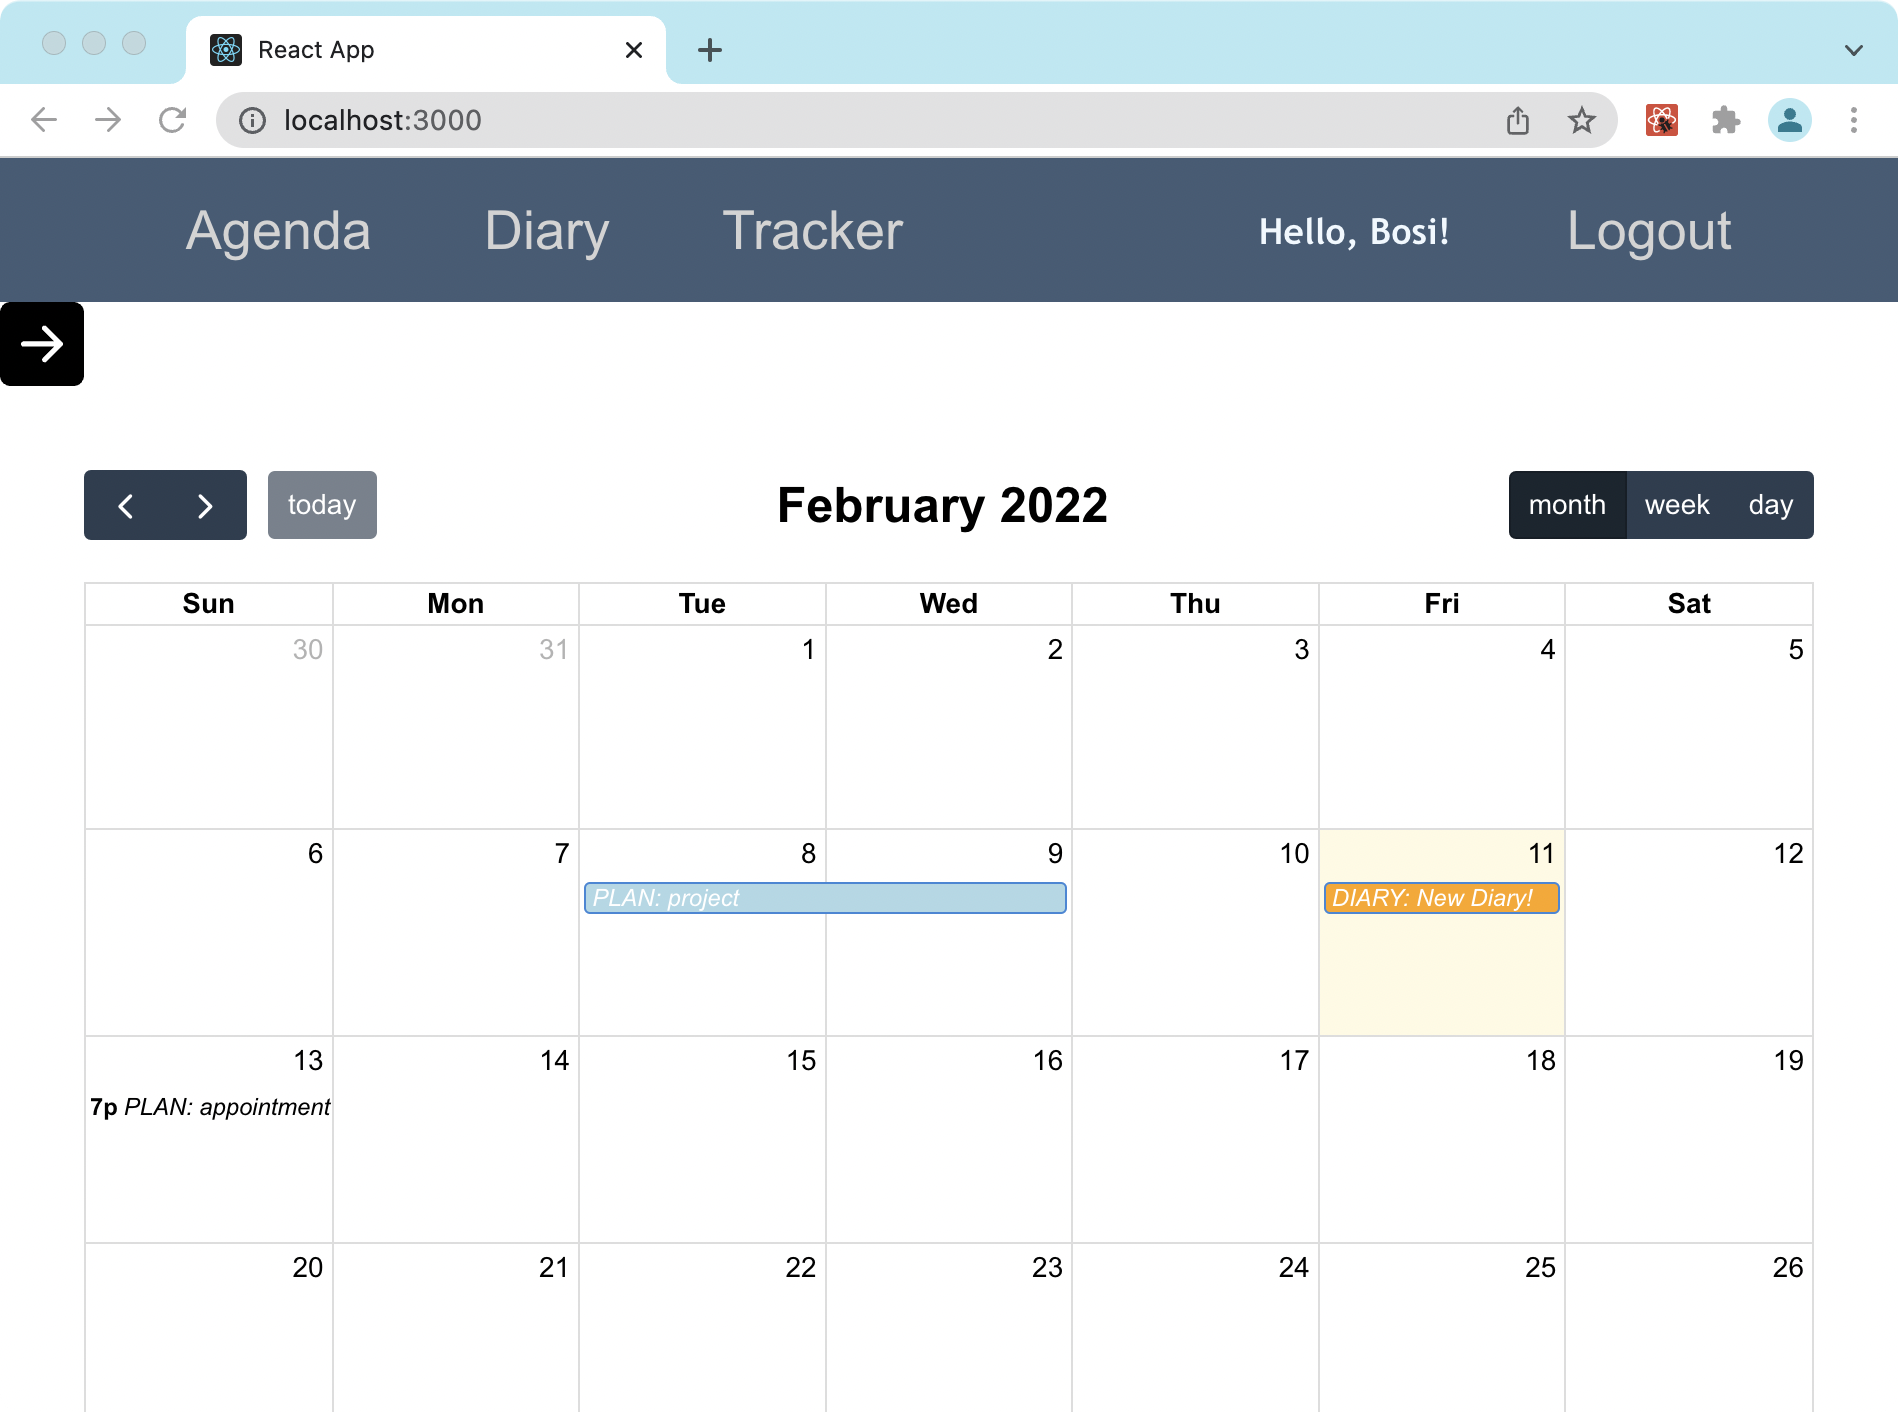 React App
localhost:3000
Agenda Diary Tracker Hello, Bosi! Logout
today February 2022 month week day
Sun Mon Tue Wed Thu Fri Sat
30 31 1 2 3 4 5
6 7 8 9 10 11 12
PLAN: project DIARY: New Diary!
13 14 15 16 17 18 19
7p PLAN: appointment
20 21 22 23 24 25 26